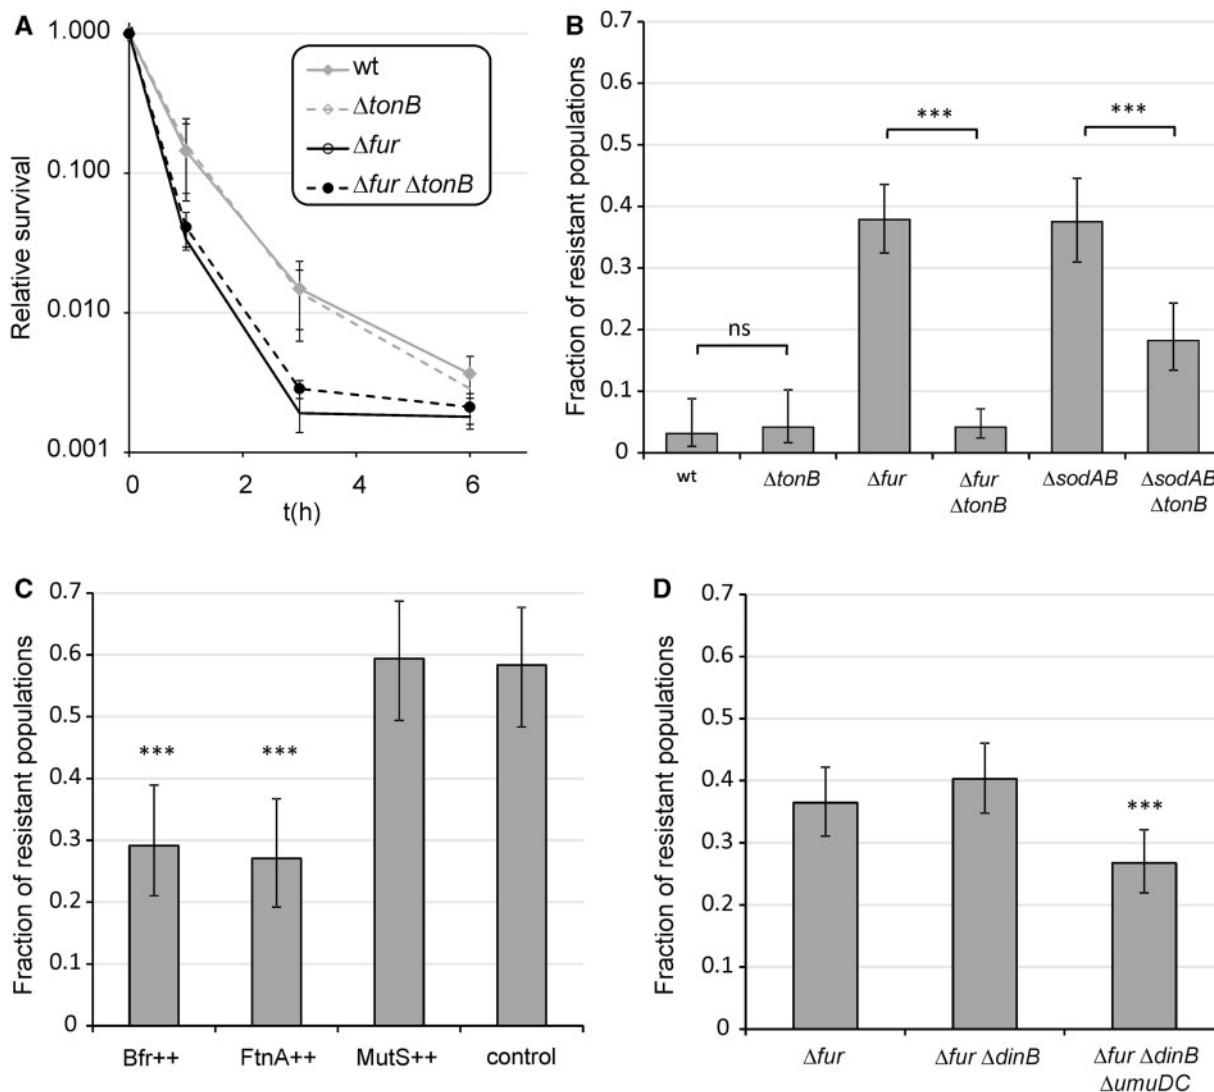 A
1.000
0.100
0.010
0.001
Relative survival
0 2 4 6
t(h)
wt
ΔtonB
Δfur
Δfur ΔtonB
B
0.7
0.6
0.5
0.4
0.3
0.2
0.1
0
Fraction of resistant populations
ns
***
***
wt ΔtonB Δfur Δfur ΔsodAB ΔsodAB
ΔtonB ΔtonB
C
0.7
0.6
0.5
0.4
0.3
0.2
0.1
0
Fraction of resistant populations
*** ***
Bfr++ FtnA++ MutS++ control
D
0.7
0.6
0.5
0.4
0.3
0.2
0.1
0
Fraction of resistant populations
***
Δfur Δfur ΔdinB Δfur ΔdinB
ΔumuDC